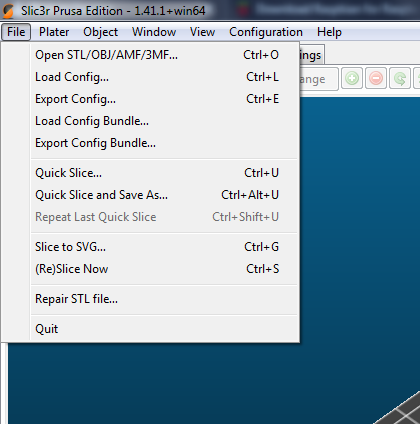 Slic3r Prusa Edition - 1.41.1+win64
File Plater Object Window View Configuration Help
Open STL/OBJ/AMF/3MF... Ctrl+O
Load Config... Ctrl+L
Export Config... Ctrl+E
Load Config Bundle...
Export Config Bundle...
Quick Slice... Ctrl+U
Quick Slice and Save As... Ctrl+Alt+U
Repeat Last Quick Slice Ctrl+Shift+U
Slice to SVG... Ctrl+G
(Re)Slice Now Ctrl+S
Repair STL file...
Quit